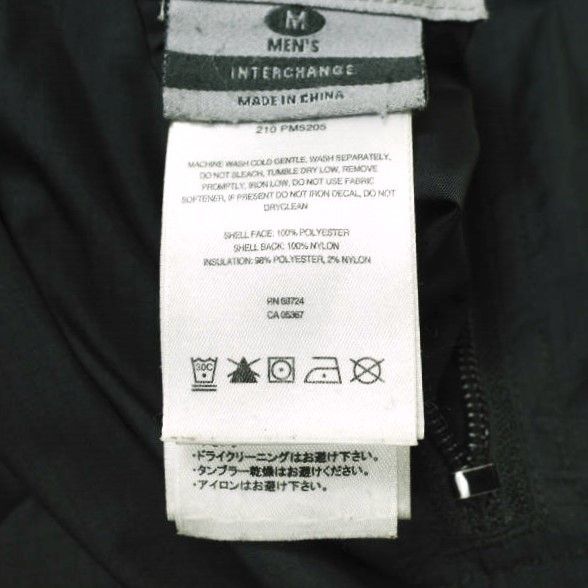 M
MEN'S
INTERCHANGE
MADE IN CHINA
210 PM5205
MACHINE WASH COLD GENTLE, WASH SEPARATELY,
DO NOT BLEACH, TUMBLE DRY LOW, REMOVE
PROMPTLY, IRON LOW, DO NOT USE FABRIC
SOFTENER, IF PRESENT DO NOT IRON DECAL, DO NOT
DRYCLEAN
SHELL FACE: 100% POLYESTER
SHELL BACK: 100% NYLON
INSULATION: 98% POLYESTER, 2% NYLON
RN 69724
CA 05367
30C
・ドライクリーニングはお避け下さい。
・タンブラー乾燥はお避けください。
・アイロンはお避け下さい。